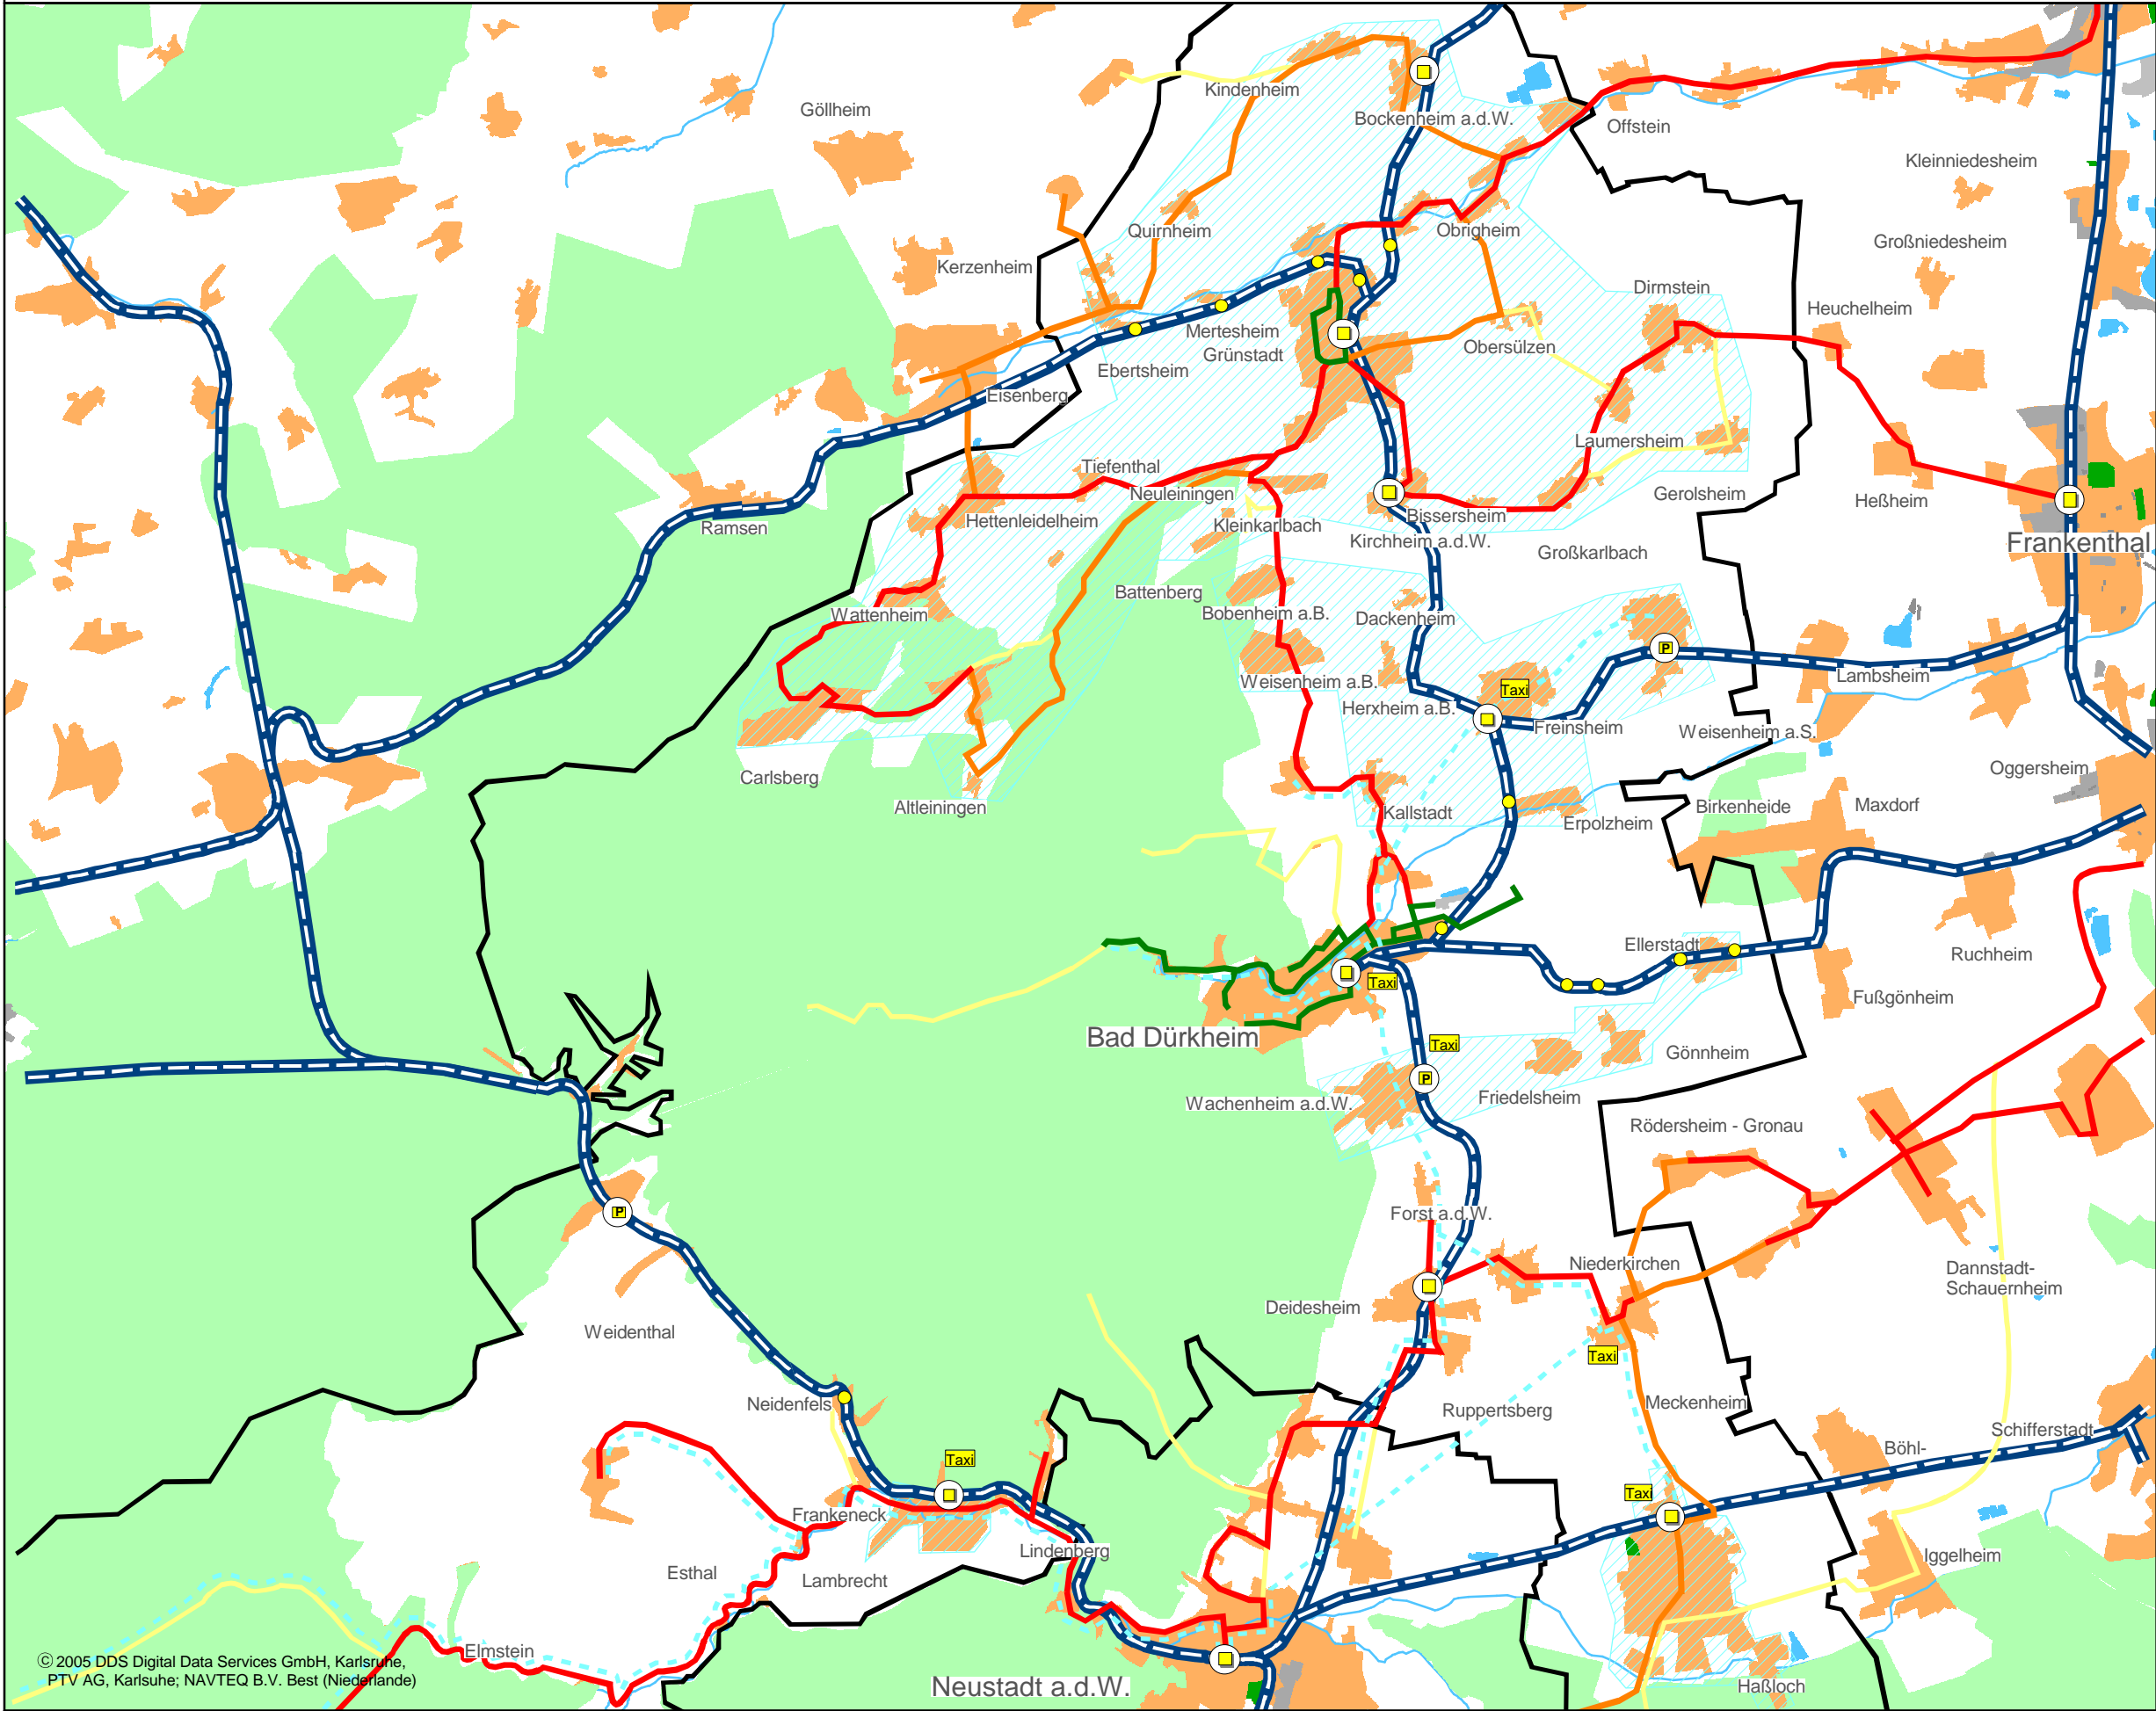 Göllheim
Kindenheim
Bockenheim a.d.W.
Offstein
Kleinniedesheim
Quirnheim
Obrigheim
Großniedesheim
Kerzenheim
Dirmstein
Heuchelheim
Mertesheim
Grünstadt
Obersülzen
Ebertsheim
Eisenberg
Laumersheim
Tiefenthal
Neuleiningen
Gerolsheim
Heßheim
Ramsen
Hettenleidelheim
Kleinkarlbach
Bissersheim
Kirchheim a.d.W.
Großkarlbach
Frankenthal
Battenberg
Wattenheim
Bobenheim a.B.
Dackenheim
P
Lambsheim
Weisenheim a.B.
Taxi
Herxheim a.B.
Freinsheim
Weisenheim a.S.
Carlsberg
Oggersheim
Altleiningen
Kallstadt
Erpolzheim
Birkenheide
Maxdorf
Ellerstadt
Ruchheim
Taxi
Fußgönheim
Bad Dürkheim
Taxi
Gönnheim
P
Wachenheim a.d.W.
Friedelsheim
Rödersheim - Gronau
P
Forst a.d.W.
Niederkirchen
Dannstadt-
Schauernheim
Deidesheim
Weidenthal
Taxi
Neidenfels
Ruppertsberg
Meckenheim
Schifferstadt
Böhl-
Taxi
Taxi
Frankeneck
Lindenberg
Iggelheim
Esthal
Lambrecht
Elmstein
© 2005 DDS Digital Data Services GmbH, Karlsruhe,
PTV AG, Karlsuhe; NAVTEQ B.V. Best (Niederlande)
Neustadt a.d.W.
Haßloch